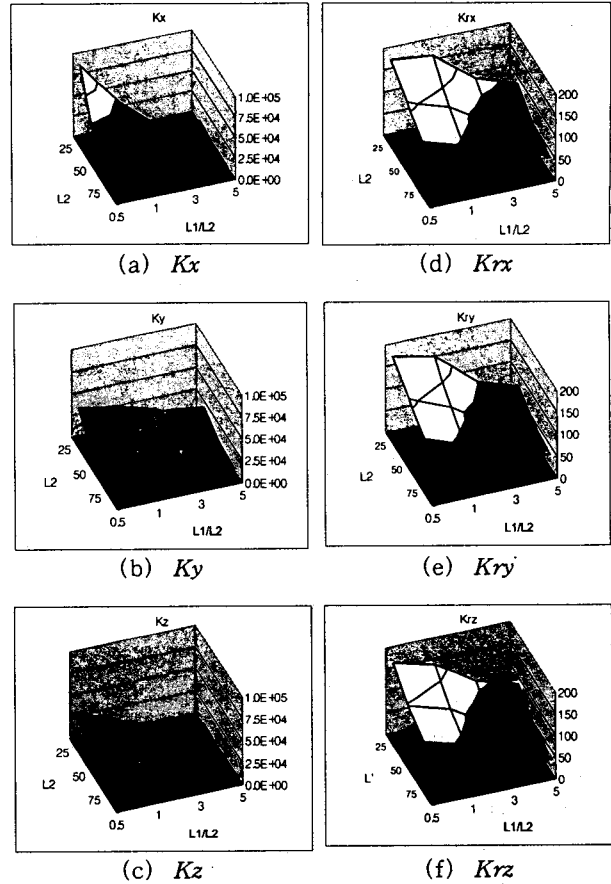 Kx
1.0E+05
7.5E+04
5.0E+04
2.5E+04
0.0E+00
25
50
L2
75
0.5
1
3
5
L1/L2
(a) Kx
Krx
200
150
100
50
0
25
50
L2
75
0.5
1
3
5
L1/L2
(d) Krx
Ky
1.0E+05
7.5E+04
5.0E+04
2.5E+04
0.0E+00
25
50
L2
75
0.5
1
3
5
L1/L2
(b) Ky
Kry
200
150
100
50
0
25
50
L2
75
0.5
1
3
5
L1/L2
(e) Kry
Kz
1.0E+05
7.5E+04
5.0E+04
2.5E+04
0.0E+00
25
50
L2
75
0.5
1
3
5
L1/L2
(c) Kz
Krz
200
150
100
50
0
25
50
L'
75
0.5
1
3
5
L1/L2
(f) Krz